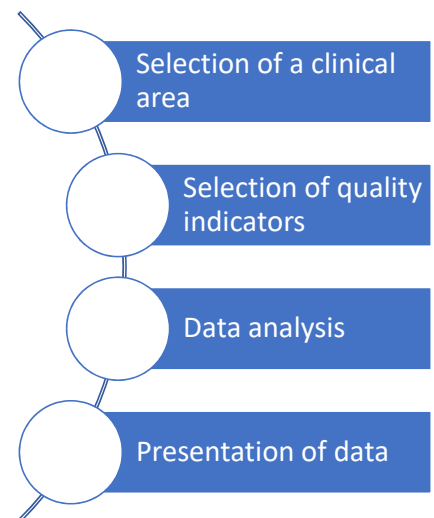 Selection of a clinical
area
Selection of quality
indicators
Data analysis
Presentation of data